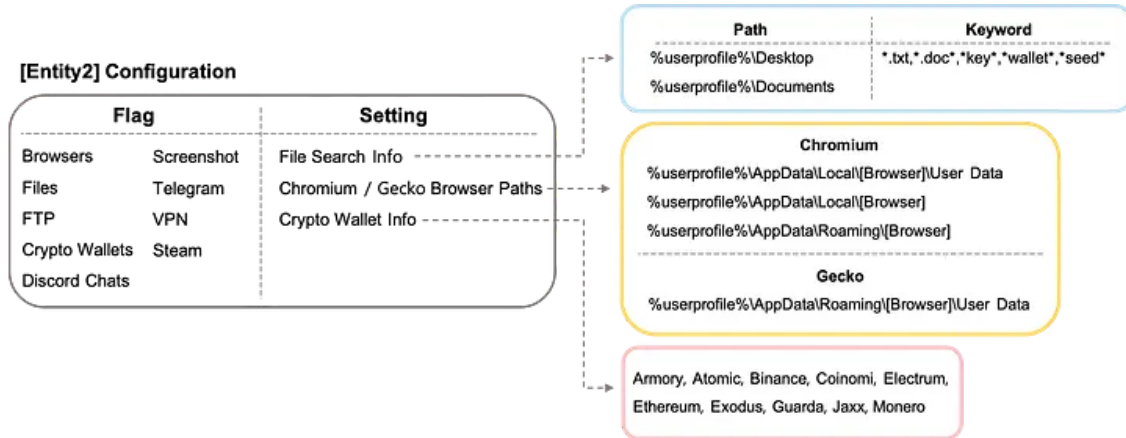 [Entity2] Configuration
Flag
Setting
Browsers
Screenshot
Files
Telegram
FTP
VPN
Crypto Wallets
Steam
Discord Chats
File Search Info
Chromium / Gecko Browser Paths
Crypto Wallet Info
Path
Keyword
%userprofile%\Desktop
*.txt,*.doc*,*key*,*wallet*,*seed*
%userprofile%\Documents
Chromium
%userprofile%\AppData\Local\[Browser]\User Data
%userprofile%\AppData\Local\[Browser]
%userprofile%\AppData\Roaming\[Browser]
Gecko
%userprofile%\AppData\Roaming\[Browser]\User Data
Armory, Atomic, Binance, Coinomi, Electrum,
Ethereum, Exodus, Guarda, Jaxx, Monero